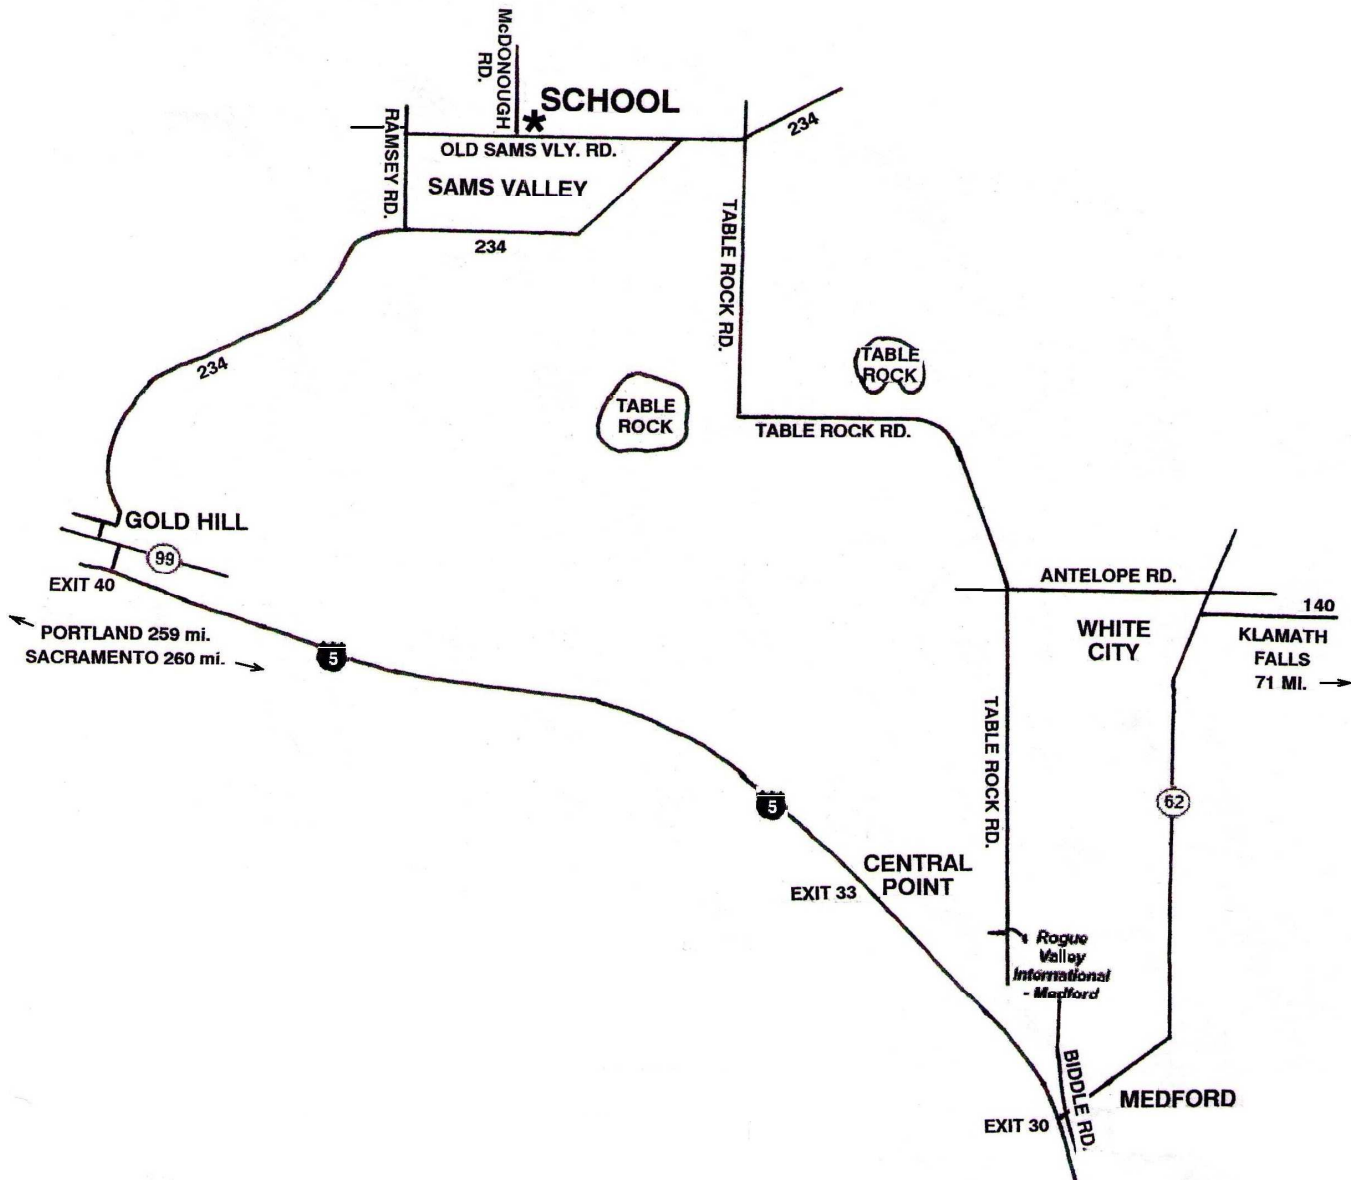 McDONOUGH
RD.
SCHOOL
*
RAMSEY RD.
OLD SAMS VLY. RD.
SAMS VALLEY
234
234
TABLE ROCK RD.
234
TABLE
ROCK
TABLE
ROCK
TABLE ROCK RD.
GOLD HILL
99
EXIT 40
PORTLAND 259 mi.
SACRAMENTO 260 mi.
5
ANTELOPE RD.
140
WHITE
CITY
KLAMATH
FALLS
71 MI.
TABLE ROCK RD.
62
5
CENTRAL
POINT
EXIT 33
Rogue
Valley
International
- Medford
BIDDLE RD.
MEDFORD
EXIT 30